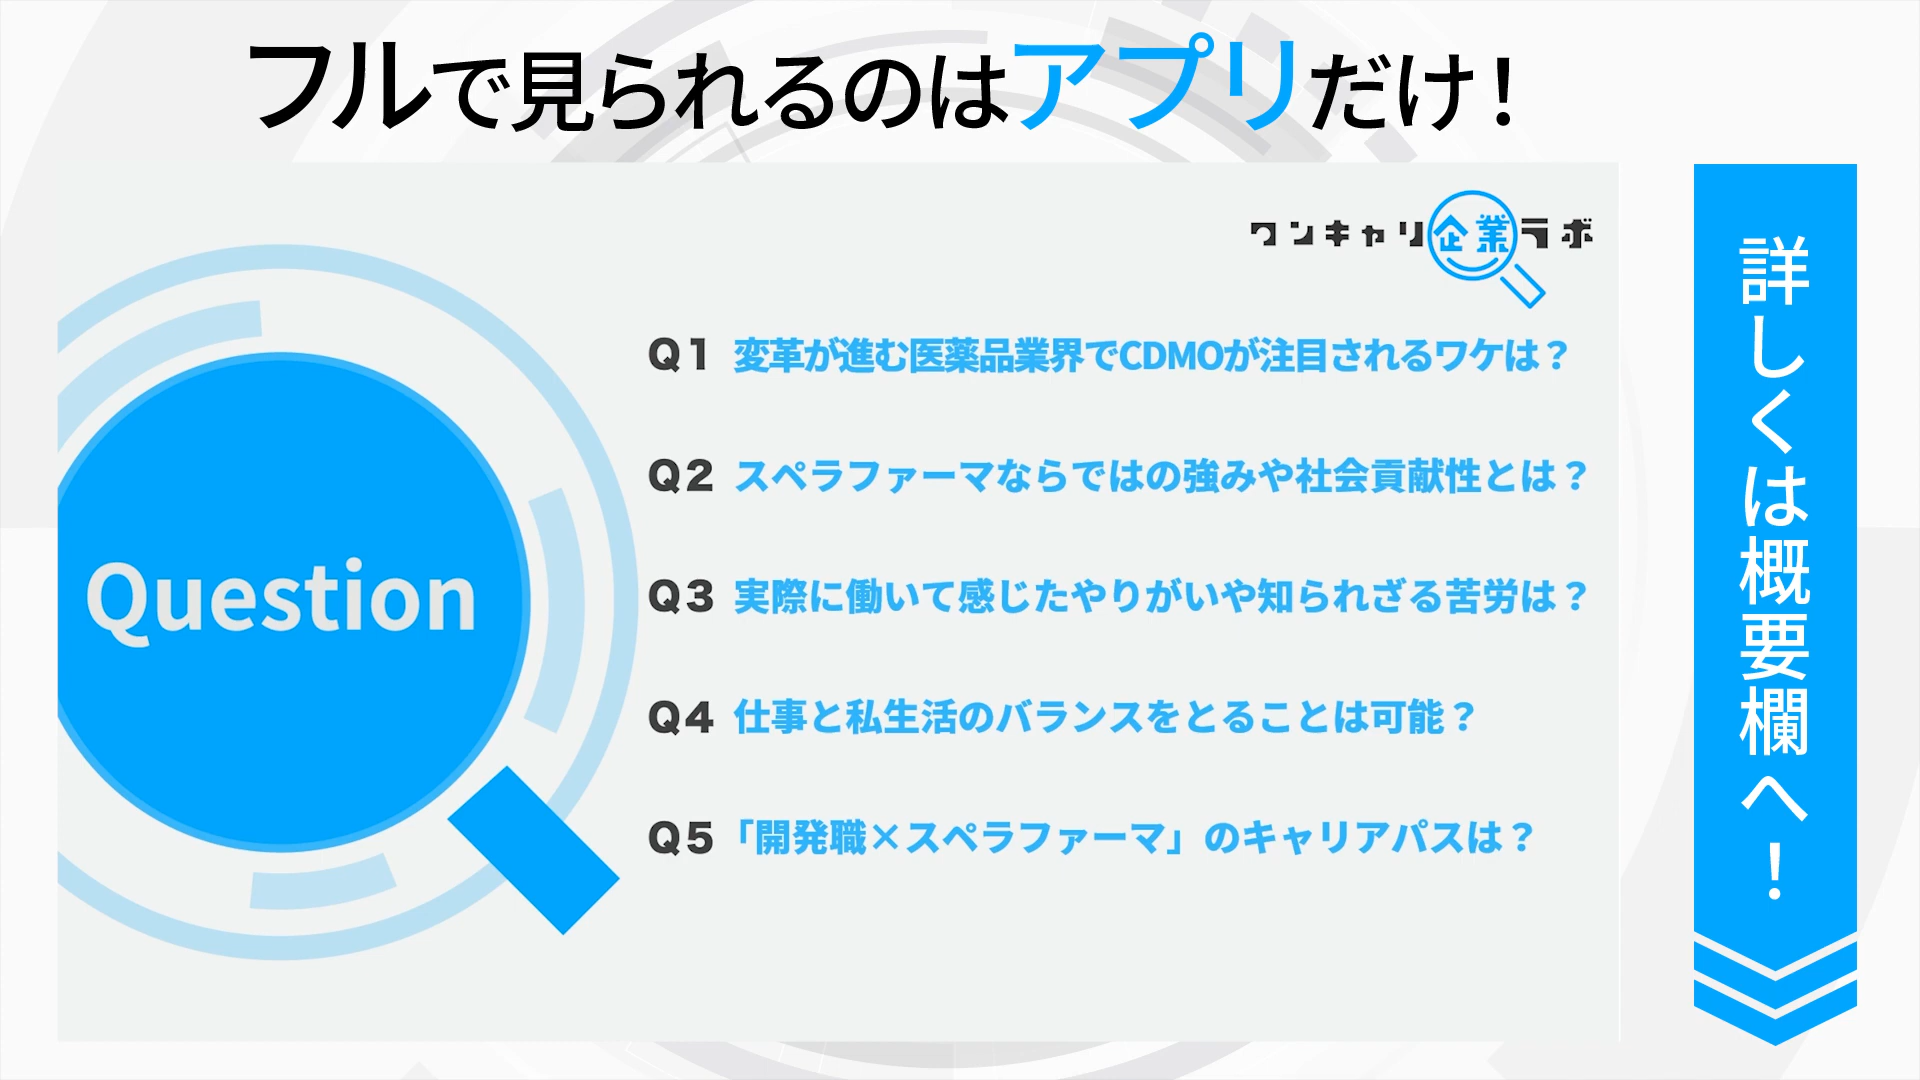 フルで見られるのはアプリだけ！
ワンキャリ企業ラボ
Question
Q1 変革が進む医薬品業界でCDMOが注目されるワケは？
Q2 スペラファーマならではの強みや社会貢献性とは？
Q3 実際に働いて感じたやりがいや知られざる苦労は？
Q4 仕事と私生活のバランスをとることは可能？
Q5 「開発職×スペラファーマ」のキャリアパスは？
詳しくは概要欄へ！